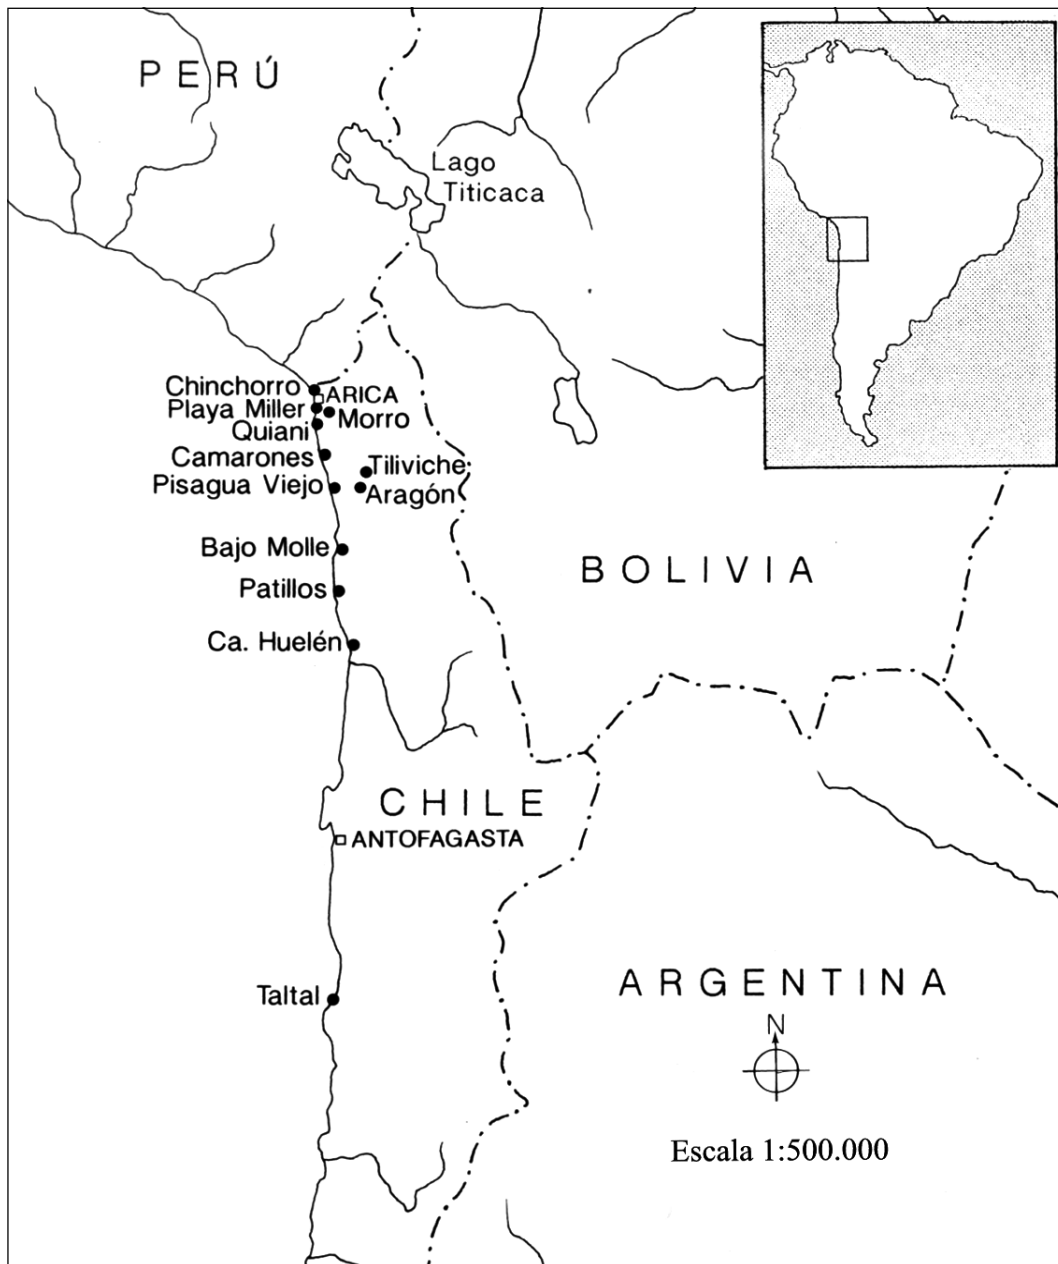 PERÚ
Lago
Titicaca
Chinchorro
ARICA
Playa Miller
Morro
Quiani
Camarones
Tiliviche
Pisagua Viejo
Aragón
Bajo Molle
BOLIVIA
Patillos
Ca. Huelén
CHILE
ANTOFAGASTA
ARGENTINA
Taltal
N
Escala 1:500.000